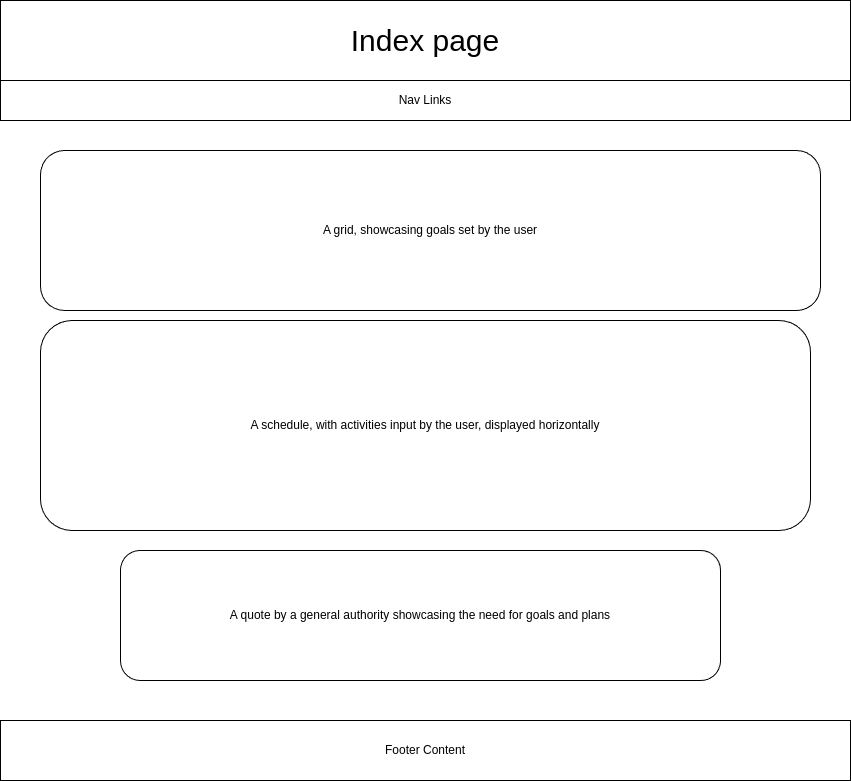 Index page
Nav Links
A grid, showcasing goals set by the user
A schedule, with activities input by the user, displayed horizontally
A quote by a general authority showcasing the need for goals and plans
Footer Content